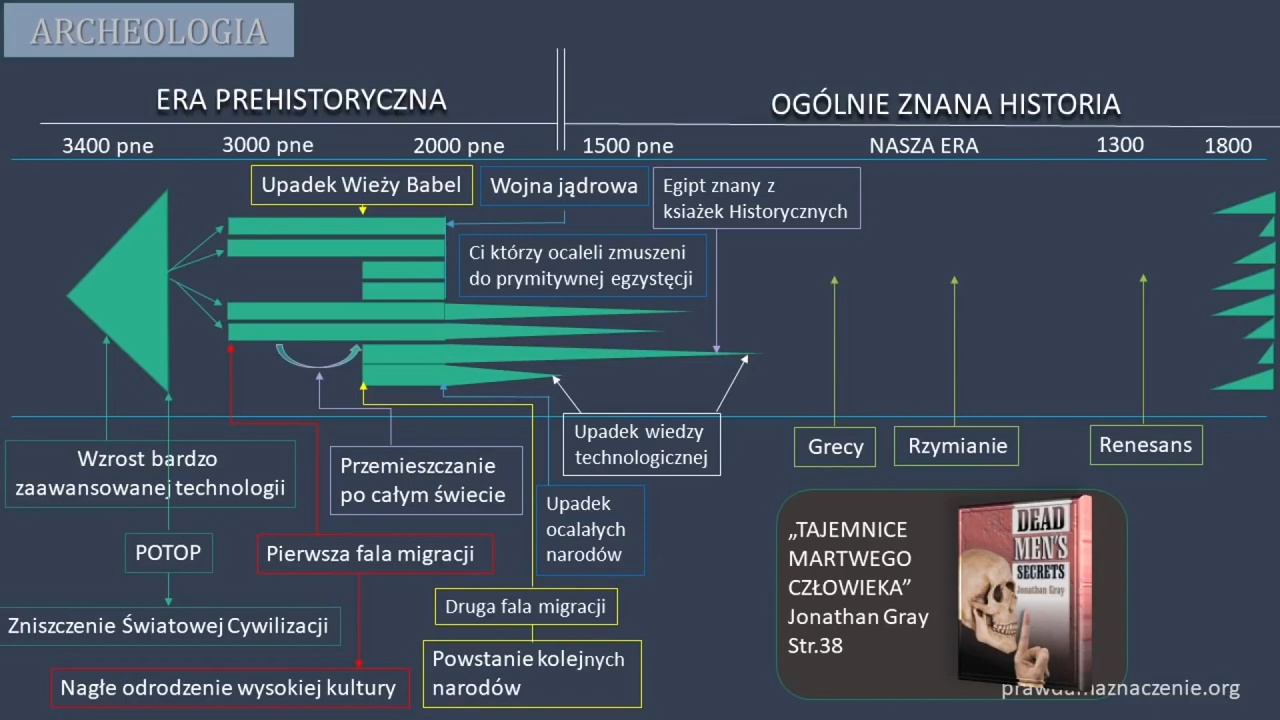 ARCHEOLOGIA
ERA PREHISTORYCZNA
OGÓLNIE ZNANA HISTORIA
3400 pne
3000 pne
2000 pne
1500 pne
NASZA ERA
1300
1800
Upadek Wieży Babel
Wojna jądrowa
Egipt znany z
ksiażek Historycznych
Ci którzy ocaleli zmuszeni
do prymitywnej egzystęcji
Upadek wiedzy
technologicznej
Grecy
Rzymianie
Renesans
Wzrost bardzo
zaawansowanej technologii
Przemieszczanie
po całym świecie
Upadek
ocalałych
narodów
POTOP
Pierwsza fala migracji
Druga fala migracji
Zniszczenie Światowej Cywilizacji
Powstanie kolejnych
narodów
Nagłe odrodzenie wysokiej kultury
„TAJEMNICE
MARTWEGO
CZŁOWIEKA”
Jonathan Gray
Str.38
DEAD
MEN'S
SECRETS
Jonathan Gray
prawdamaznaczenie.org